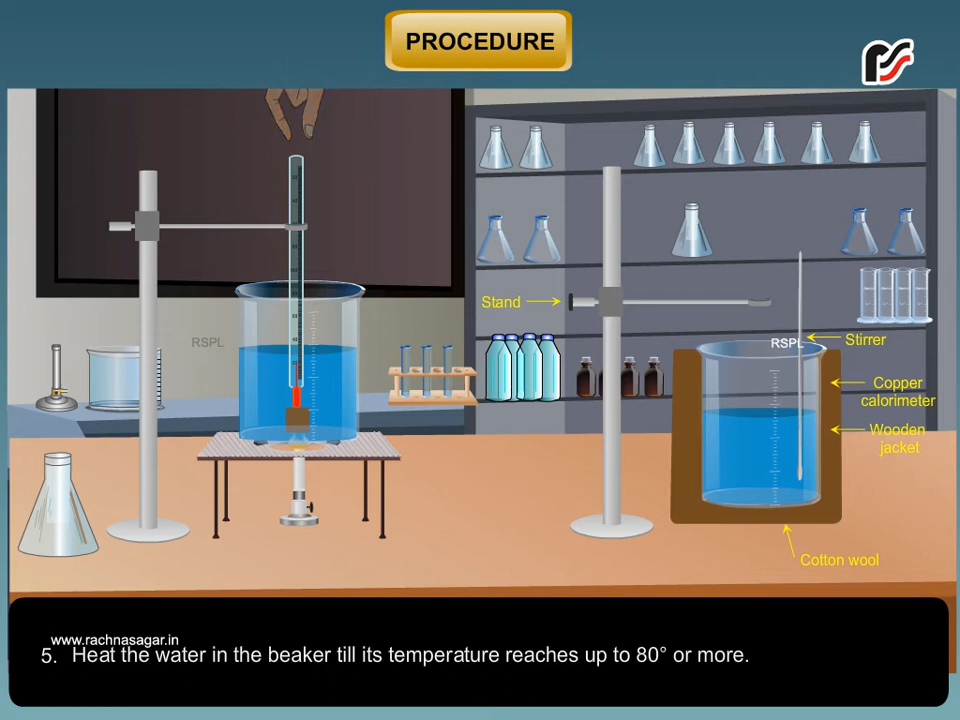 PROCEDURE
Stand
RSPL
RSPL
Stirrer
Copper
calorimeter
Wooden
jacket
Cotton wool
www.rachnasagar.in
5. Heat the water in the beaker till its temperature reaches up to 80° or more.